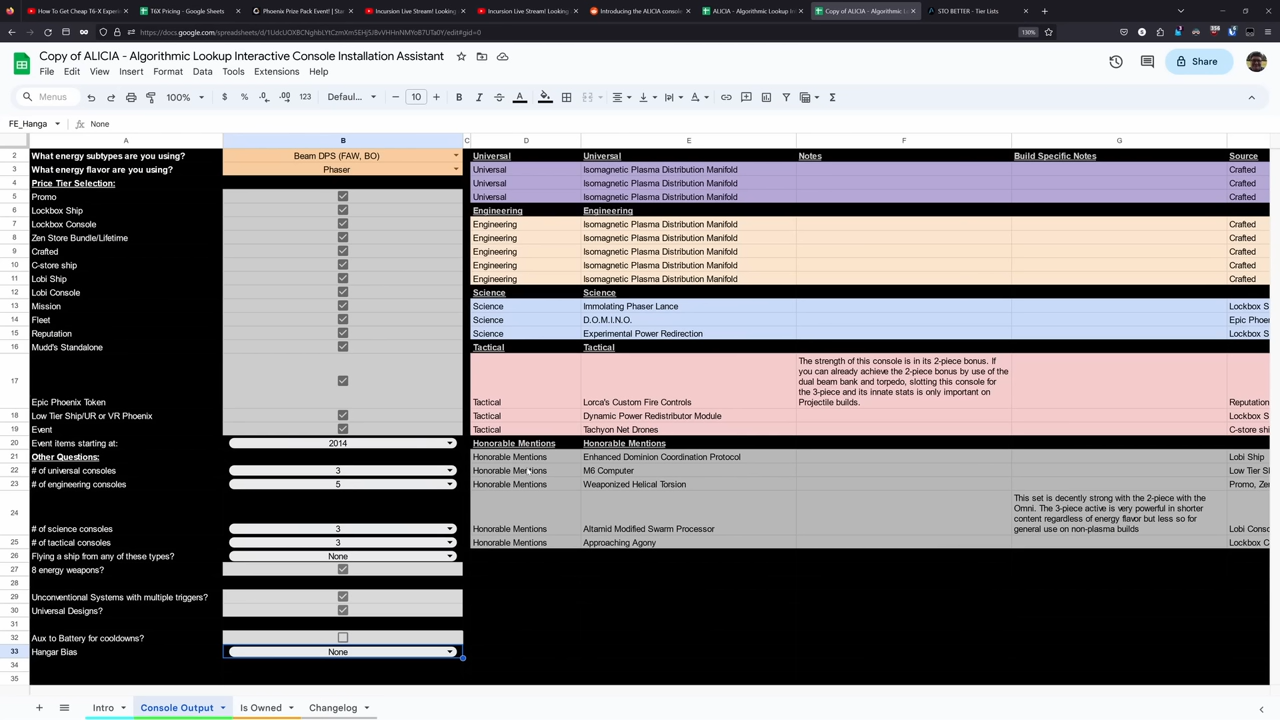 How To Get Cheap T6-X Experi
T6X Pricing - Google Sheets
Phoenix Prize Pack Event! | Star
Incursion Live Stream! Looking
Incursion Live Stream! Looking
Introducing the ALICIA console
ALICIA - Algorithmic Lookup Int
Copy of ALICIA - Algorithmic L
STO BETTER - Tier Lists
130%
Copy of ALICIA - Algorithmic Lookup Interactive Console Installation Assistant
Share
File Edit View Insert Format Data Tools Extensions Help
Menus 100% $ % .0 .00 123 Defaul... 10 B I S A
FE_Hanga fx None
A B C D E F G
2 What energy subtypes are you using? Beam DPS (FAW, BO) Universal Universal Notes Build Specific Notes Source
3 What energy flavor are you using? Phaser Universal Isomagnetic Plasma Distribution Manifold Crafted
4 Price Tier Selection: Universal Isomagnetic Plasma Distribution Manifold Crafted
5 Promo Universal Isomagnetic Plasma Distribution Manifold Crafted
6 Lockbox Ship Engineering Engineering
7 Lockbox Console Engineering Isomagnetic Plasma Distribution Manifold Crafted
8 Zen Store Bundle/Lifetime Engineering Isomagnetic Plasma Distribution Manifold Crafted
9 Crafted Engineering Isomagnetic Plasma Distribution Manifold Crafted
10 C-store ship Engineering Isomagnetic Plasma Distribution Manifold Crafted
11 Lobi Ship Engineering Isomagnetic Plasma Distribution Manifold Crafted
12 Lobi Console Science Science
13 Mission Science Immolating Phaser Lance Lockbox S
14 Fleet Science D.O.M.I.N.O. Epic Phoe
15 Reputation Science Experimental Power Redirection Lockbox S
16 Mudd's Standalone Tactical Tactical
The strength of this console is in its 2-piece bonus. If
you can already achieve the 2-piece bonus by use of the
17 dual beam bank and torpedo, slotting this console for
the 3-piece and its innate stats is only important on
Epic Phoenix Token Tactical Lorca's Custom Fire Controls Projectile builds. Reputation
18 Low Tier Ship/UR or VR Phoenix Tactical Dynamic Power Redistributor Module Lockbox S
19 Event Tactical Tachyon Net Drones C-store shi
20 Event items starting at: 2014 Honorable Mentions Honorable Mentions
21 Other Questions: Honorable Mentions Enhanced Dominion Coordination Protocol Lobi Ship
22 # of universal consoles 3 Honorable Mentions M6 Computer Low Tier S
23 # of engineering consoles 5 Honorable Mentions Weaponized Helical Torsion Promo, Ze
This set is decently strong with the 2-piece with the
24 Omni. The 3-piece active is very powerful in shorter
content regardless of energy flavor but less so for
# of science consoles 3 Honorable Mentions Altamid Modified Swarm Processor general use on non-plasma builds Lobi Conso
25 # of tactical consoles 3 Honorable Mentions Approaching Agony Lockbox C
26 Flying a ship from any of these types? None
27 8 energy weapons?
28
29 Unconventional Systems with multiple triggers?
30 Universal Designs?
31
32 Aux to Battery for cooldowns?
33 Hangar Bias None
34
35
Intro Console Output Is Owned Changelog